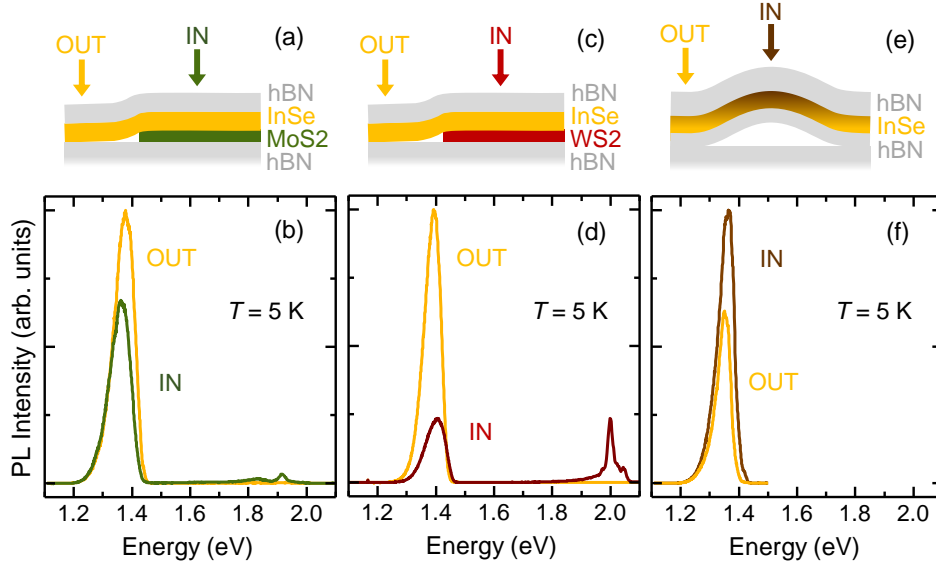 OUT
IN
(a)
hBN
InSe
MoS2
hBN
OUT
IN
(c)
hBN
InSe
WS2
hBN
OUT
IN
(e)
hBN
InSe
hBN
PL Intensity (arb. units)
(b)
OUT
T = 5 K
IN
1.2 1.4 1.6 1.8 2.0
Energy (eV)
(d)
OUT
T = 5 K
IN
1.2 1.4 1.6 1.8 2.0
Energy (eV)
(f)
IN
T = 5 K
OUT
1.2 1.4 1.6 1.8 2.0
Energy (eV)